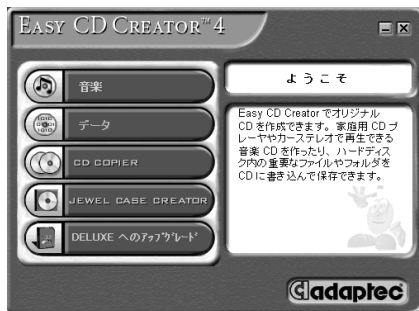 EASY CD CREATOR™ 4
音楽
データ
CD COPIER
JEWEL CASE CREATOR
DELUXE へのｱｯﾌﾟｸﾞﾚｰﾄﾞ
ようこそ
Easy CD Creator でオリジナル
CD を作成できます。家庭用 CD プ
レーヤやカーステレオで再生できる
音楽 CD を作ったり、ハードディス
ク内の重要なファイルやフォルダを
CD に書き込んで保存できます。
adaptec